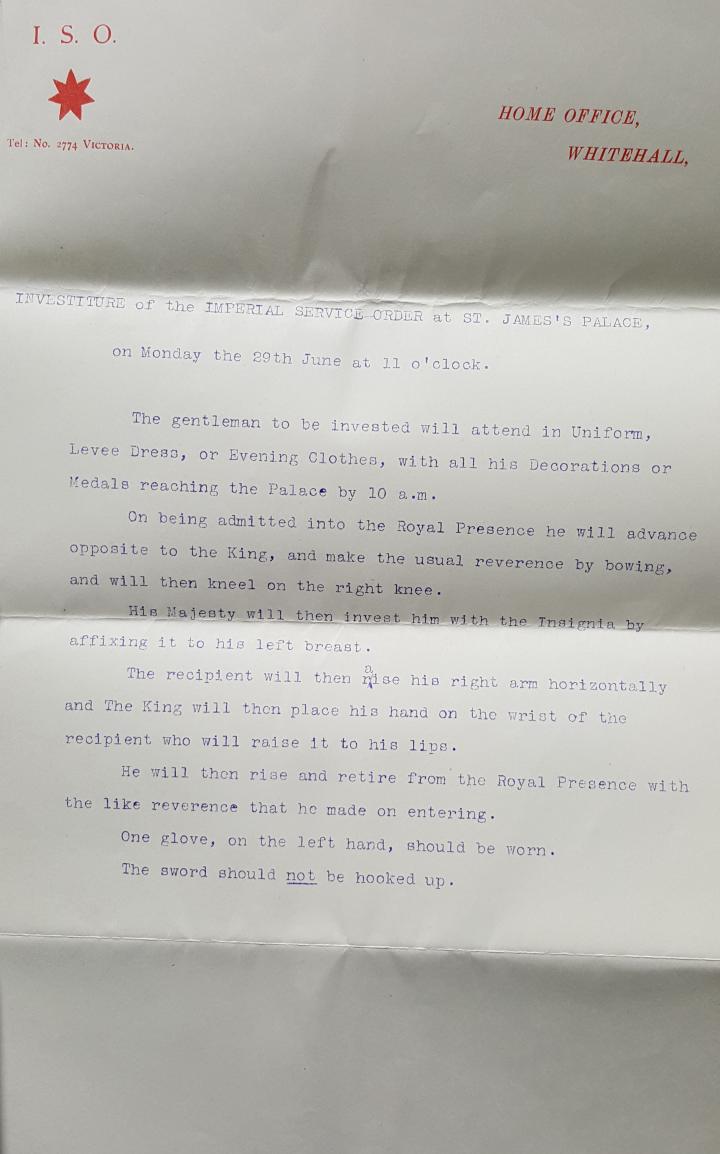 I. S. O.
Tel: No. 2774 VICTORIA.
HOME OFFICE,
WHITEHALL,
INVESTITURE of the IMPERIAL SERVICE ORDER at ST. JAMES'S PALACE,
on Monday the 29th June at 11 o'clock.
The gentleman to be invested will attend in Uniform,
Levee Dress, or Evening Clothes, with all his Decorations or
Medals reaching the Palace by 10 a.m.
On being admitted into the Royal Presence he will advance
opposite to the King, and make the usual reverence by bowing,
and will then kneel on the right knee.
His Majesty will then invest him with the Insignia by
affixing it to his left breast.
The recipient will then raise his right arm horizontally
and The King will then place his hand on the wrist of the
recipient who will raise it to his lips.
He will then rise and retire from the Royal Presence with
the like reverence that he made on entering.
One glove, on the left hand, should be worn.
The sword should not be hooked up.